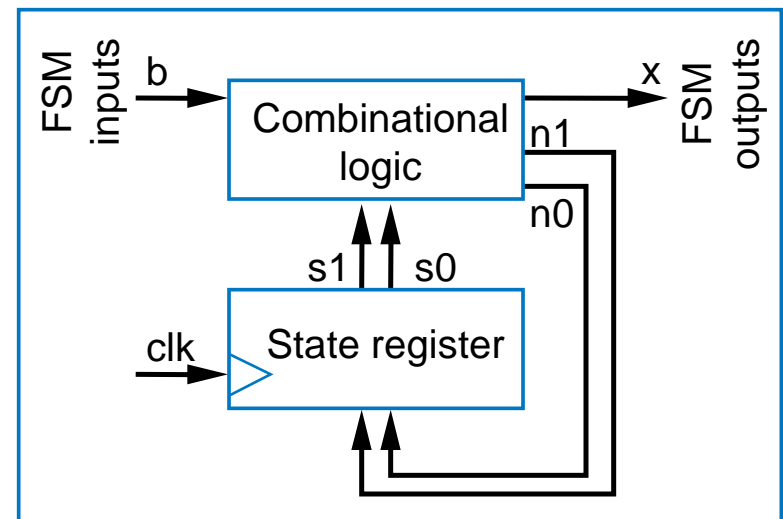 FSM
inputs
b
x
FSM
outputs
Combinational
logic
n1
n0
s1
s0
clk
State register